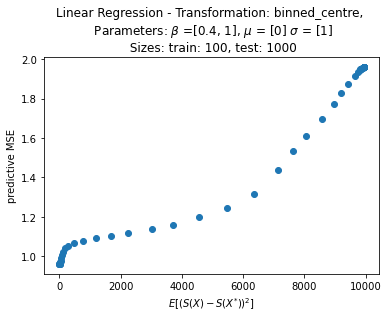 Linear Regression - Transformation: binned_centre,
Parameters: β =[0.4, 1], μ = [0] σ = [1]
Sizes: train: 100, test: 1000
2.0
1.8
1.6
1.4
1.2
1.0
predictive MSE
0 2000 4000 6000 8000 10000
E[(S(X) − S(X*))²]